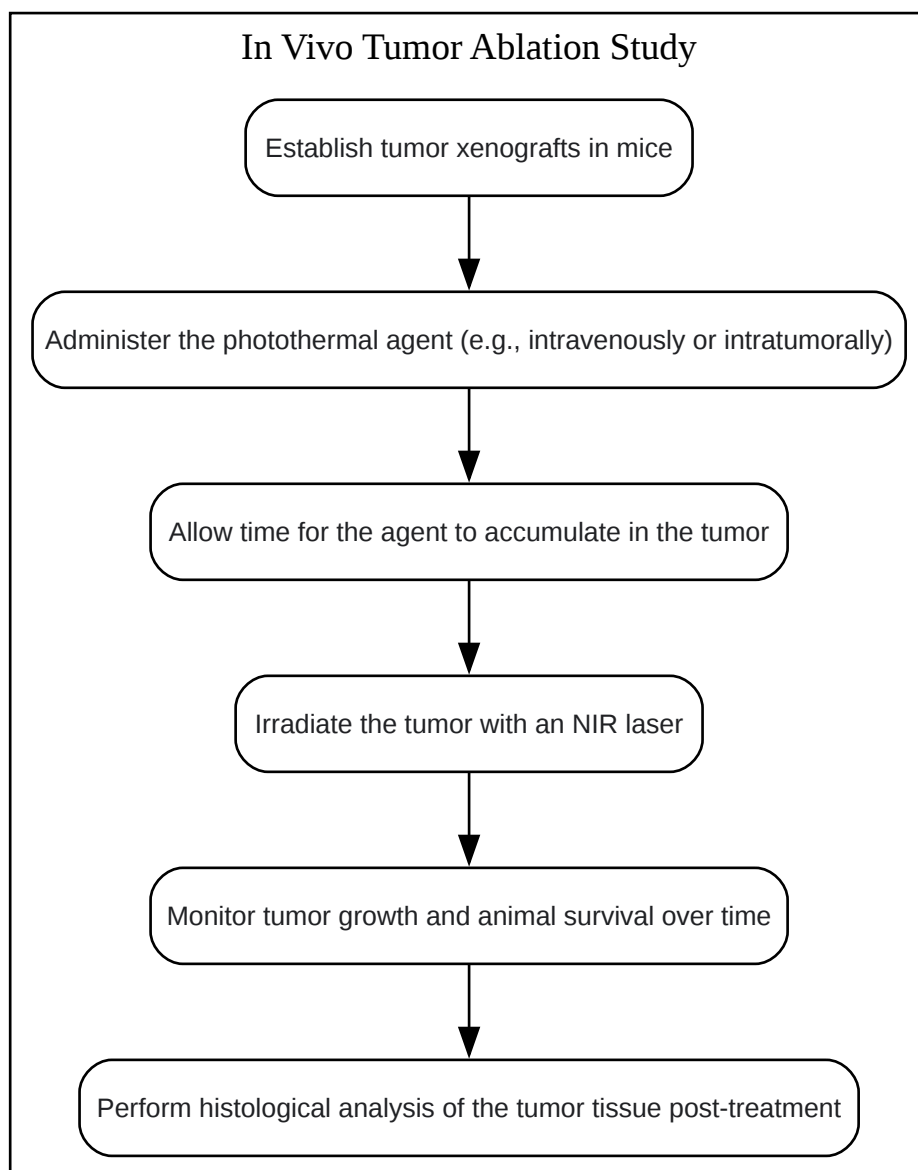 In Vivo Tumor Ablation Study
Establish tumor xenografts in mice
Administer the photothermal agent (e.g., intravenously or intratumorally)
Allow time for the agent to accumulate in the tumor
Irradiate the tumor with an NIR laser
Monitor tumor growth and animal survival over time
Perform histological analysis of the tumor tissue post-treatment